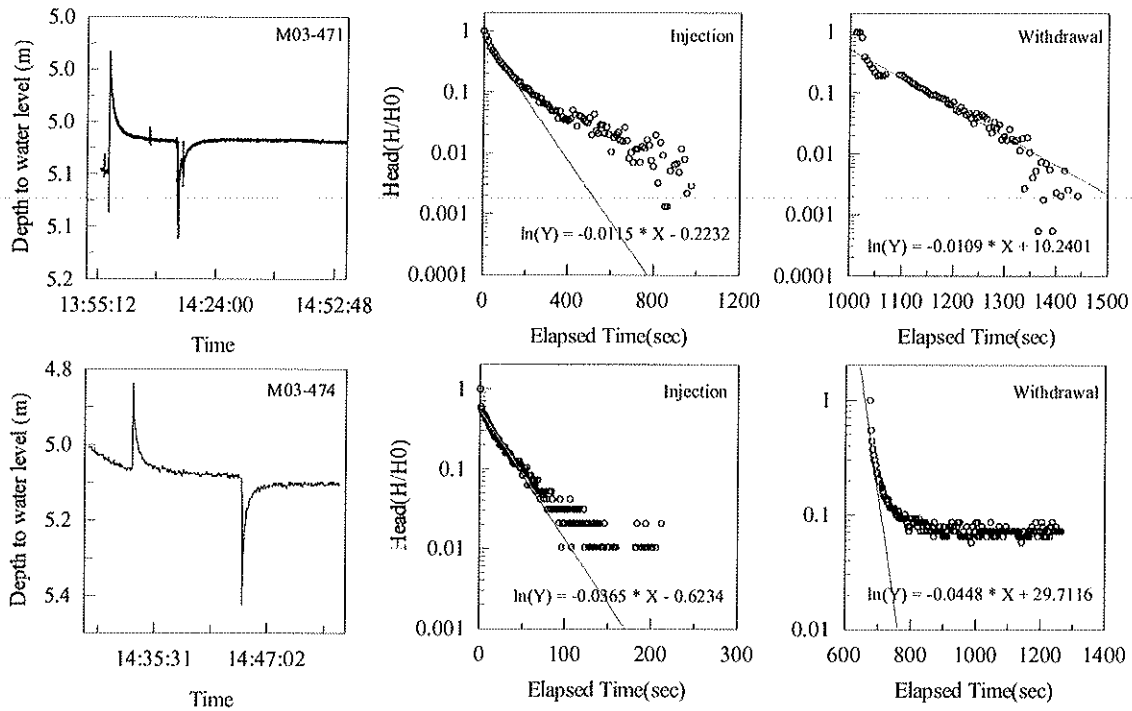 M03-471
Depth to water level (m)
5.0
5.0
5.0
5.1
5.1
5.2
13:55:12 14:24:00 14:52:48
Time
Injection
Head(H/H0)
1
0.1
0.01
0.001
0.0001
ln(Y) = -0.0115 * X - 0.2232
0 400 800 1200
Elapsed Time(sec)
Withdrawal
1
0.1
0.01
0.001
0.0001
ln(Y) = -0.0109 * X + 10.2401
1000 1100 1200 1300 1400 1500
Elapsed Time(sec)
M03-474
Depth to water level (m)
4.8
5.0
5.2
5.4
14:35:31 14:47:02
Time
Injection
Head(H/H0)
1
0.1
0.01
0.001
ln(Y) = -0.0365 * X - 0.6234
0 100 200 300
Elapsed Time(sec)
Withdrawal
1
0.1
0.01
ln(Y) = -0.0448 * X + 29.7116
600 800 1000 1200 1400
Elapsed Time(sec)